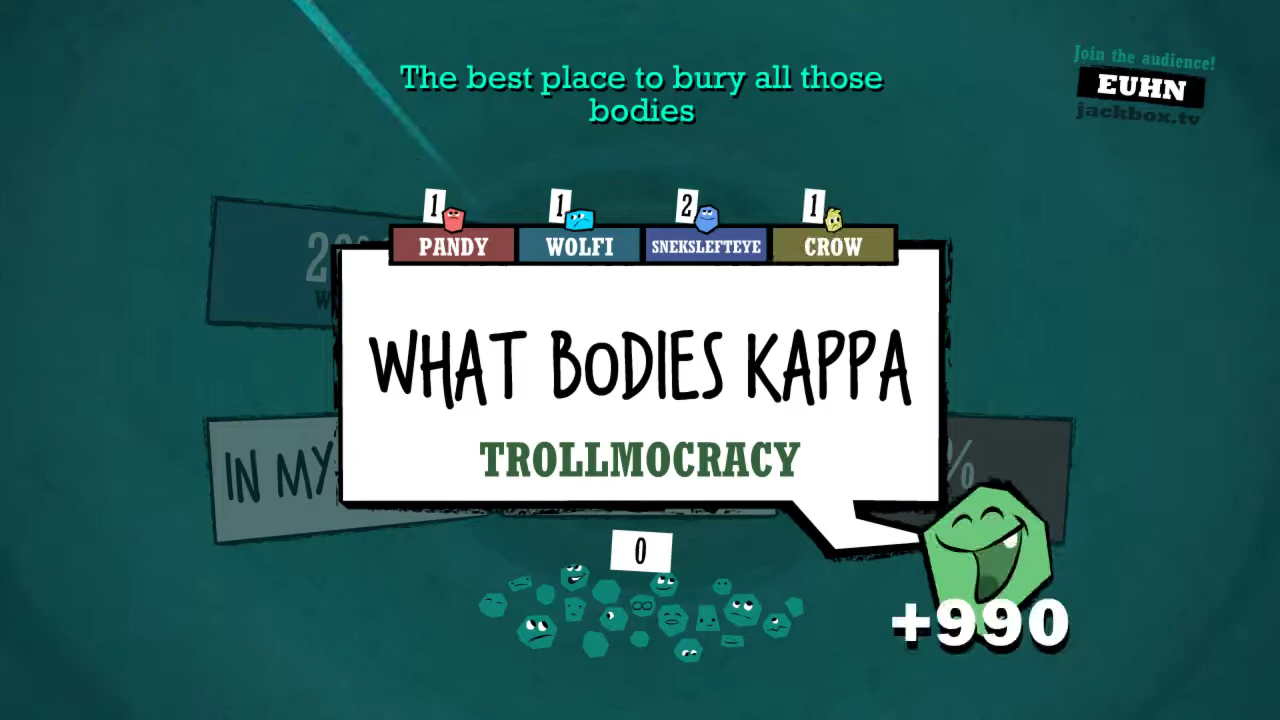 The best place to bury all those
bodies
Join the audience!
EUHN
jackbox.tv
1 1 2 1
PANDY WOLFI SNEKSLEFTEYE CROW
WHAT BODIES KAPPA
TROLLMOCRACY
IN MY
%
0
+990